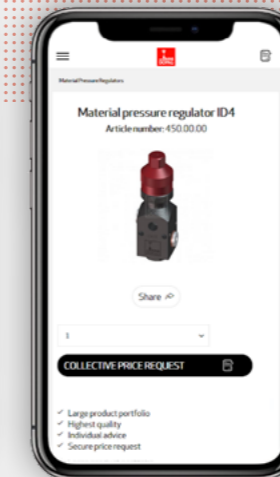 Material Pressure Regulators
Material pressure regulator ID4
Article number: 450.00.00
Share
1
COLLECTIVE PRICE REQUEST
Large product portfolio
Highest quality
Individual advice
Secure price request